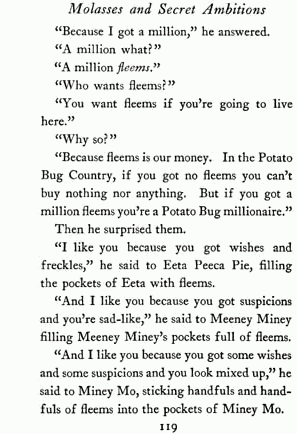 Molasses and Secret Ambitions
"Because I got a million," he answered.
"A million what?"
"A million fleems."
"Who wants fleems?"
"You want fleems if you're going to live
here."
"Why so?"
"Because fleems is our money. In the Potato
Bug Country, if you got no fleems you can't
buy nothing nor anything. But if you got a
million fleems you're a Potato Bug millionaire."
Then he surprised them.
"I like you because you got wishes and
freckles," he said to Eeta Peeca Pie, filling
the pockets of Eeta with fleems.
"And I like you because you got suspicions
and you're sad-like," he said to Meeney Miney
filling Meeney Miney's pockets full of fleems.
"And I like you because you got some wishes
and some suspicions and you look mixed up," he
said to Miney Mo, sticking handfuls and hand-
fuls of fleems into the pockets of Miney Mo.
119